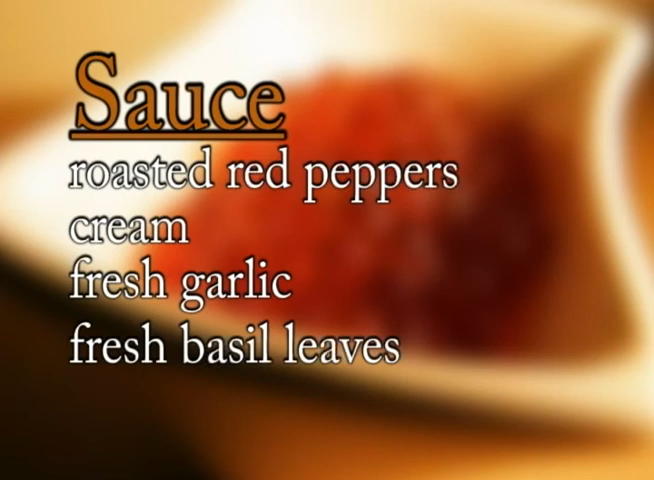 Sauce
roasted red peppers
cream
fresh garlic
fresh basil leaves